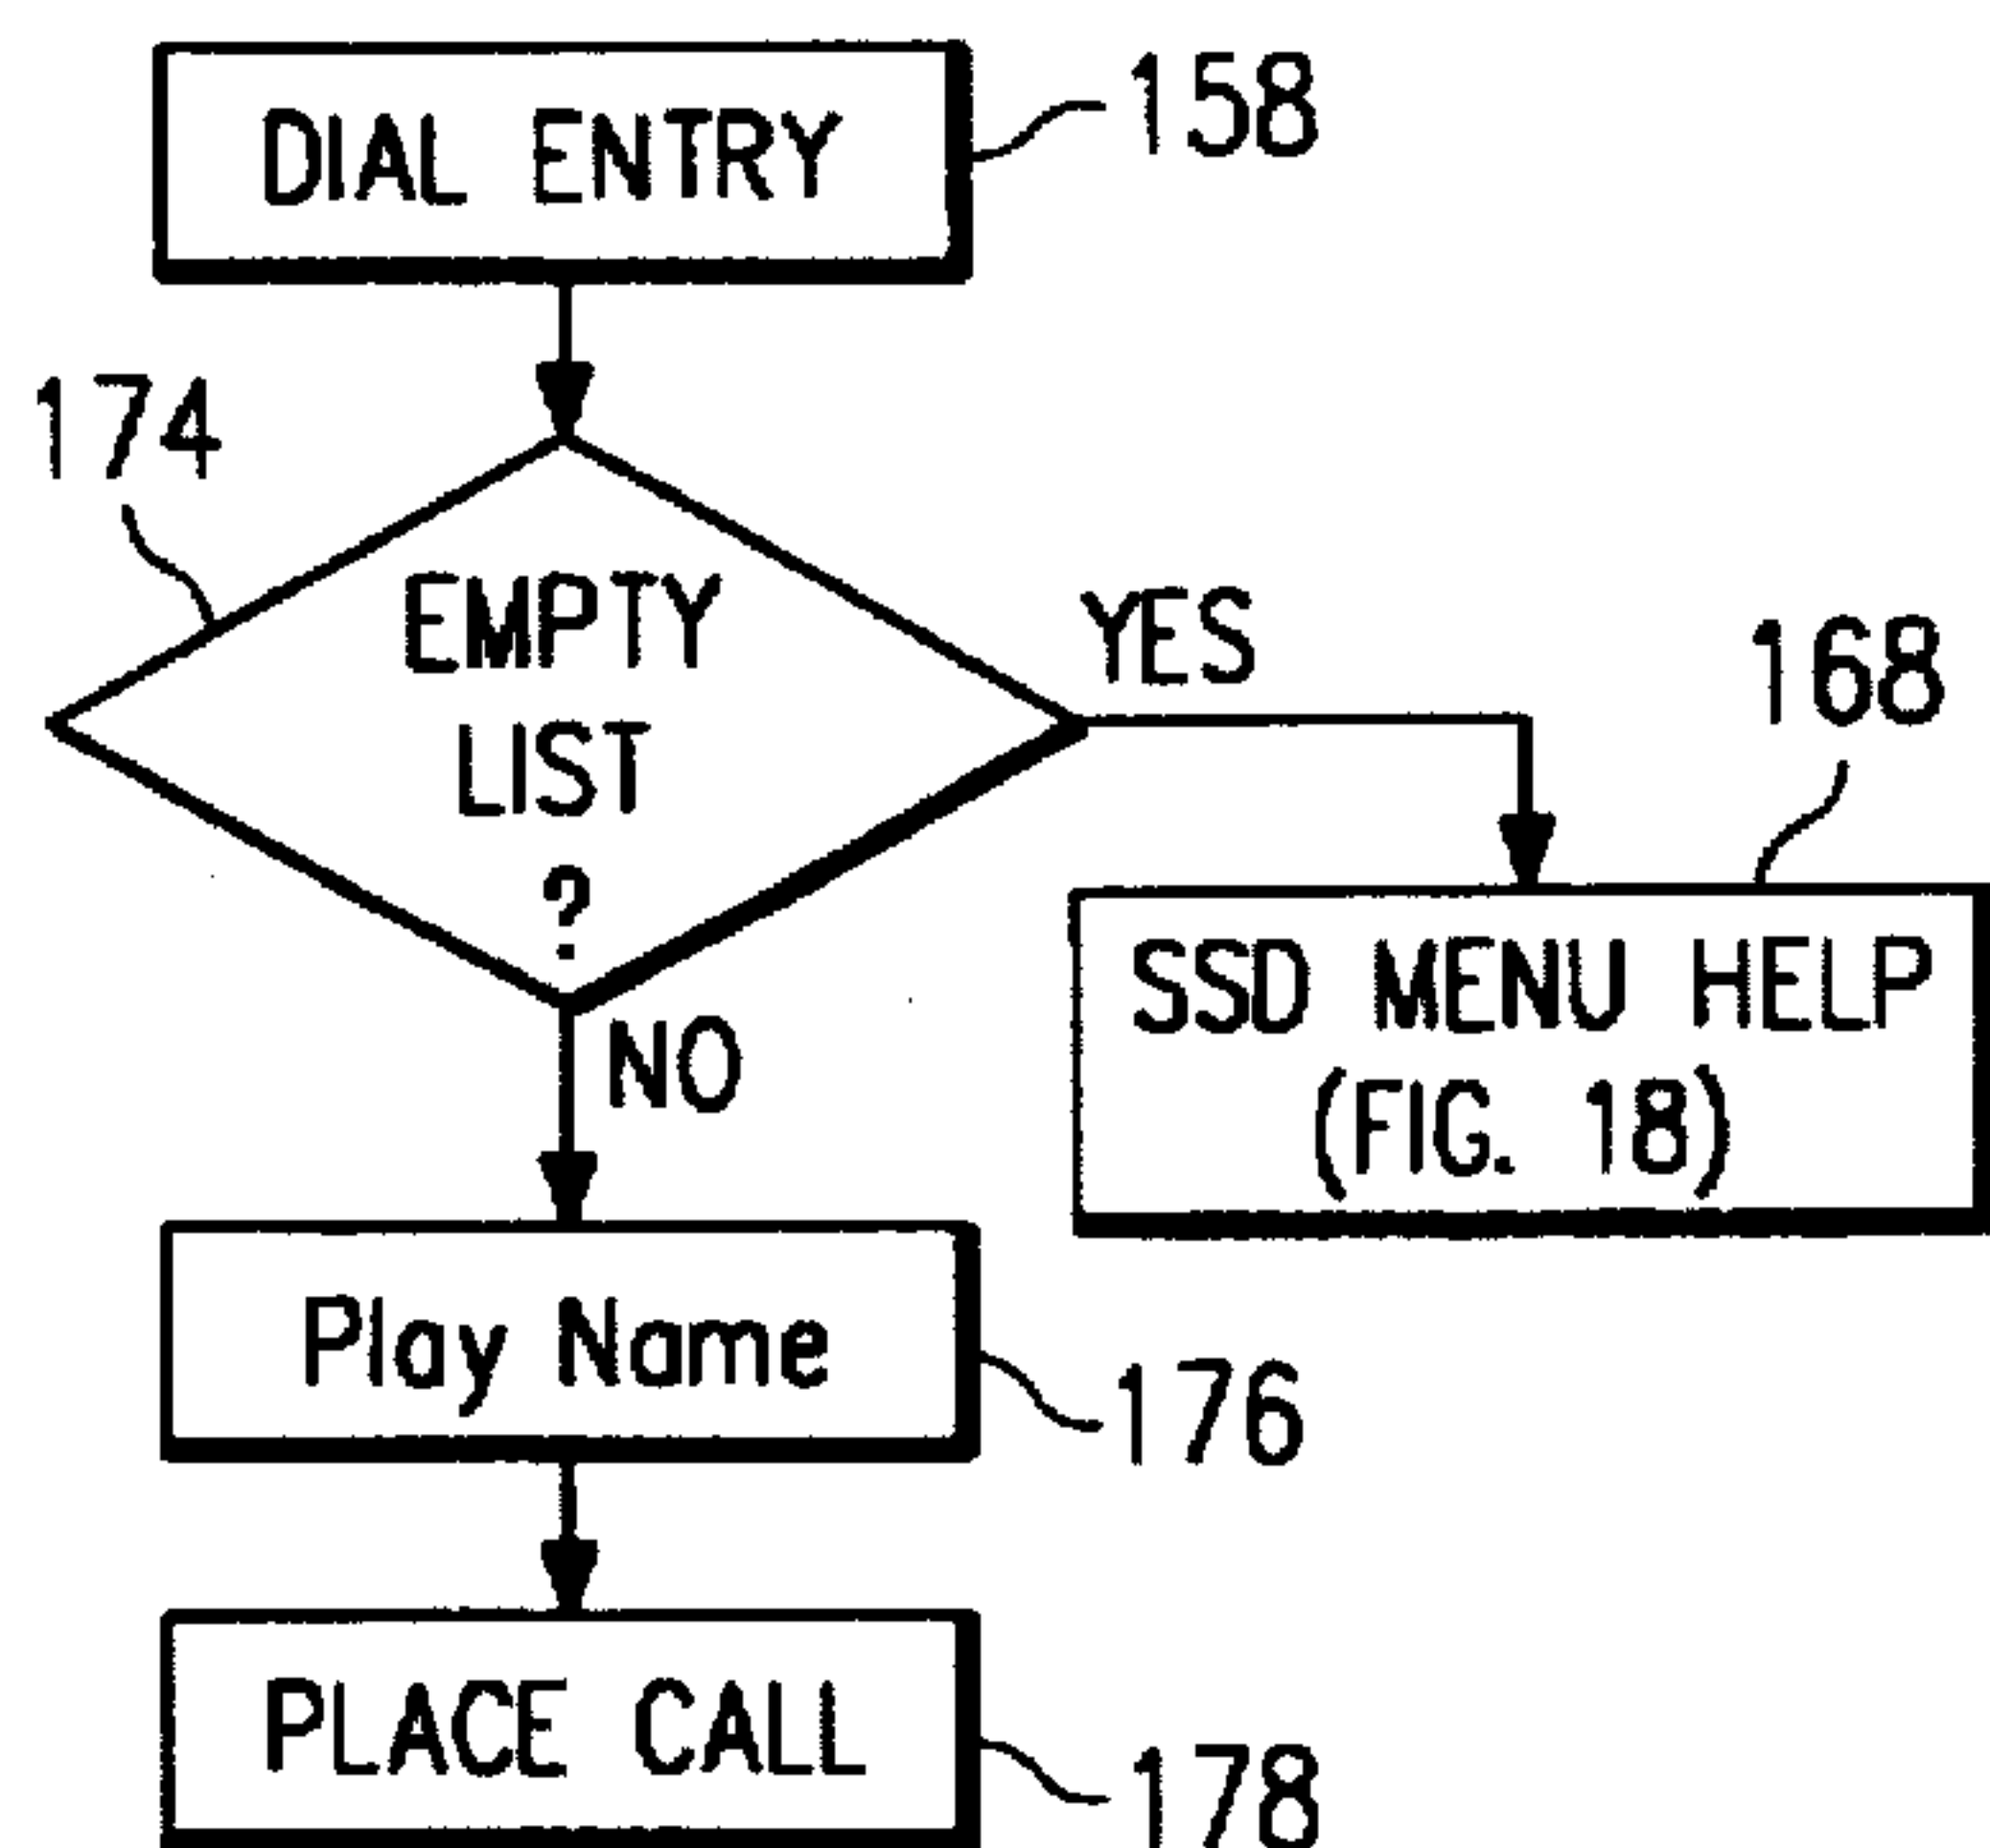 DIAL ENTRY
158
174
EMPTY
LIST
?
YES
168
SSD MENU HELP
(FIG. 18)
NO
Play Name
176
PLACE CALL
178